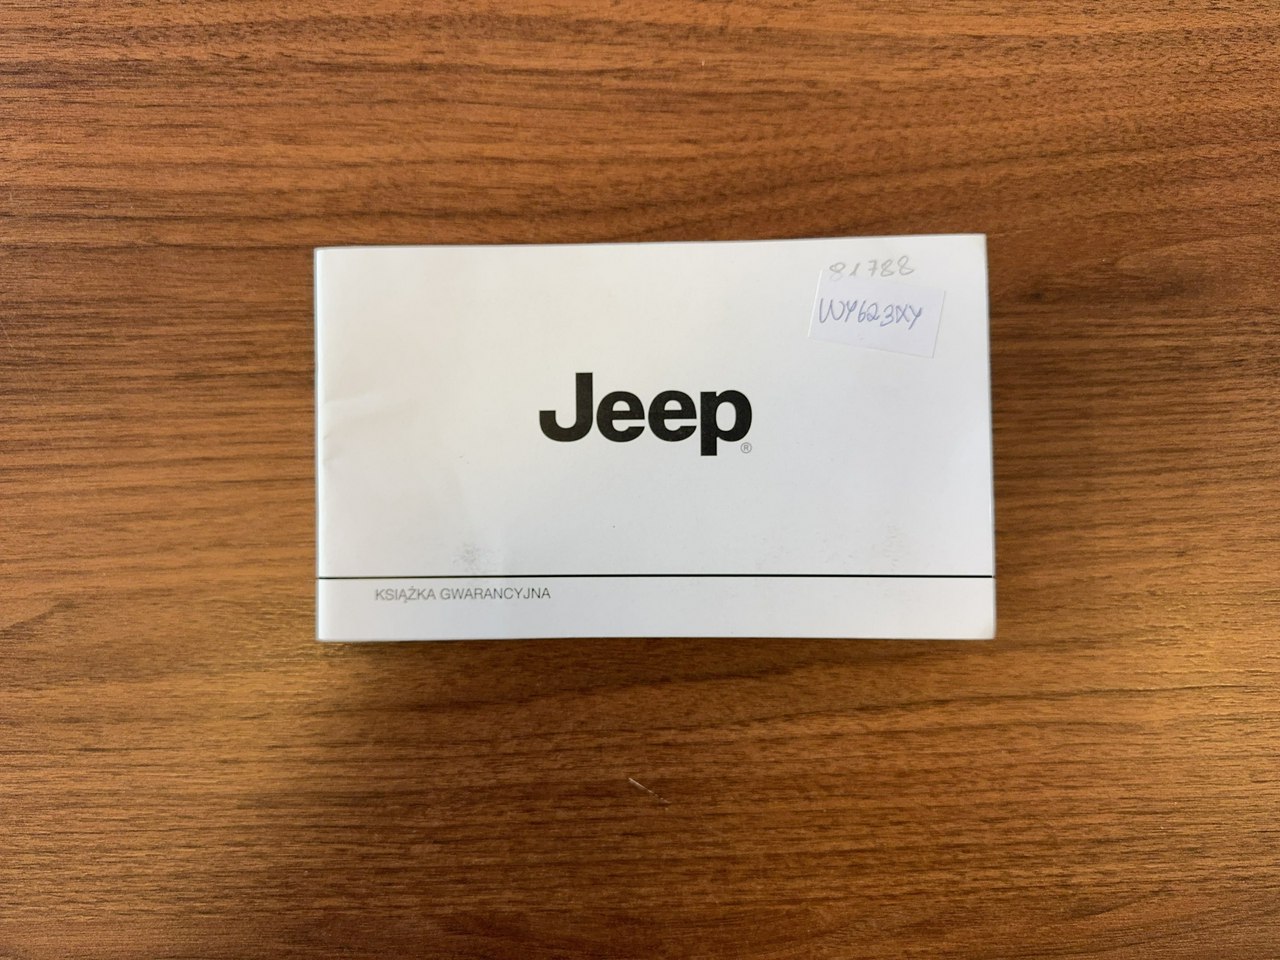 81788
WY623XY
Jeep®
KSIĄŻKA GWARANCYJNA